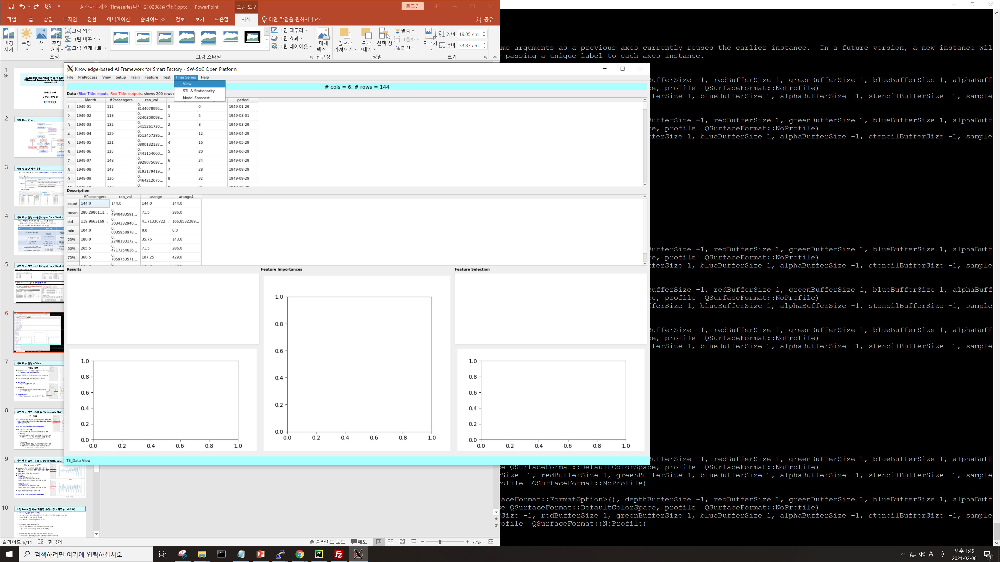 AI스마트제조_Timeseries파트_210208(김선민).pptx - PowerPoint
그림 도구
로그인
파일 홈 삽입 디자인 전환 애니메이션 슬라이드 쇼 검토 보기 도움말 서식 어떤 작업을 원하시나요? 공유
배경 제거
수정
색
꾸밈 효과
그림 압축
그림 바꾸기
그림 원래대로
조정
그림 스타일
그림 테두리
그림 효과
그림 레이아웃
대체 텍스트
접근성
앞으로 가져오기
뒤로 보내기
선택 창
맞춤
그룹화
회전
정렬
자르기
높이: 19.05 cm
너비: 33.87 cm
크기
1
2021.02.08
김선민, 류덕형
ETRI
2
전체 Flow Chart
3
메뉴 및 화면 레이아웃
4
세부 메뉴 설명 – (공통)Input Data Check
5
세부 메뉴 설명 – (공통)Input Data Check
6
7
세부 메뉴 설명 – View
View 메뉴
8
세부 메뉴 설명 – STL & Stationarity (1/2)
STL 모드
9
세부 메뉴 설명 – STL & Stationarity (2/2)
Stationarity 모드
10
소형 Issue 및 세부 자잘한 수정사항 - 기록용 (~02.04)
Knowledge-based AI Framework for Smart Factory - SW-SoC Open Platform
File PreProcess View Setup Train Feature Test Time Series Help
View
STL & Stationarity
Model Forecast
# cols = 6, # rows = 144
Data (Blue Title: inputs, Red Title: outputs, shows 200 rows
Month #Passengers ran_val period
1 1949-01 112 0.8144678995... 0 0 1949-01-29
2 1949-02 118 0.6240300093... 1 4 1949-03-01
3 1949-03 132 0.5415261730... 2 8 1949-03-29
4 1949-04 129 0.8513457286... 3 12 1949-04-29
5 1949-05 121 0.0800132137... 4 16 1949-05-29
6 1949-06 135 0.2441154660... 5 20 1949-06-29
7 1949-07 148 0.3929075697... 6 24 1949-07-29
8 1949-08 148 0.8193179419... 7 28 1949-08-29
9 1949-09 136 0.0464212675... 8 32 1949-09-29
Description
#Passengers ran_val arange arange4
count 144.0 144.0 144.0 144.0
mean 280.2986111... 0.4940483591... 71.5 286.0
std 119.9663169... 0.3034332940... 41.71330722... 166.8532289...
min 104.0 0.0035950978... 0.0 0.0
25% 180.0 0.2248183172... 35.75 143.0
50% 265.5 0.4717254636... 71.5 286.0
75% 360.5 0.7859753571... 107.25 429.0
Results
Feature Importances
Feature Selection
1.0
0.8
0.6
0.4
0.2
0.0
0.0 0.2 0.4 0.6 0.8 1.0
1.0
0.8
0.6
0.4
0.2
0.0
0.0 0.2 0.4 0.6 0.8 1.0
1.0
0.8
0.6
0.4
0.2
0.0
0.0 0.2 0.4 0.6 0.8 1.0
TS_Data View
me arguments as a previous axes currently reuses the earlier instance. In a future version, a new instance wil
passing a unique label to each axes instance.
ufferSize -1, redBufferSize 1, greenBufferSize 1, blueBufferSize 1, alphaBuff
ce, profile QSurfaceFormat::NoProfile)
fferSize 1, blueBufferSize 1, alphaBufferSize -1, stencilBufferSize -1, sample
ufferSize -1, redBufferSize 1, greenBufferSize 1, blueBufferSize 1, alphaBuff
ce, profile QSurfaceFormat::NoProfile)
fferSize 1, blueBufferSize 1, alphaBufferSize -1, stencilBufferSize -1, sample
ufferSize -1, redBufferSize 1, greenBufferSize 1, blueBufferSize 1, alphaBuff
ce, profile QSurfaceFormat::NoProfile)
fferSize 1, blueBufferSize 1, alphaBufferSize -1, stencilBufferSize -1, sample
ufferSize -1, redBufferSize 1, greenBufferSize 1, blueBufferSize 1, alphaBuff
ce, profile QSurfaceFormat::NoProfile)
fferSize 1, blueBufferSize 1, alphaBufferSize -1, stencilBufferSize -1, sample
ufferSize -1, redBufferSize 1, greenBufferSize 1, blueBufferSize 1, alphaBuff
ce, profile QSurfaceFormat::NoProfile)
fferSize 1, blueBufferSize 1, alphaBufferSize -1, stencilBufferSize -1, sample
ufferSize -1, redBufferSize 1, greenBufferSize 1, blueBufferSize 1, alphaBuff
ce QSurfaceFormat::DefaultColorSpace, profile QSurfaceFormat::NoProfile)
rSize -1, redBufferSize 1, greenBufferSize 1, blueBufferSize 1, alphaBufferSize -1, stencilBufferSize -1, sample
rofile QSurfaceFormat::NoProfile)
faceFormat::FormatOption>(), depthBufferSize -1, redBufferSize 1, greenBufferSize 1, blueBufferSize 1, alphaBuff
ce QSurfaceFormat::DefaultColorSpace, profile QSurfaceFormat::NoProfile)
rSize -1, redBufferSize 1, greenBufferSize 1, blueBufferSize 1, alphaBufferSize -1, stencilBufferSize -1, sample
rofile QSurfaceFormat::NoProfile)
슬라이드 6/11 한국어 슬라이드 노트 메모 77%
검색하려면 여기에 입력하십시오.
A 오후 1:45
2021-02-08
1